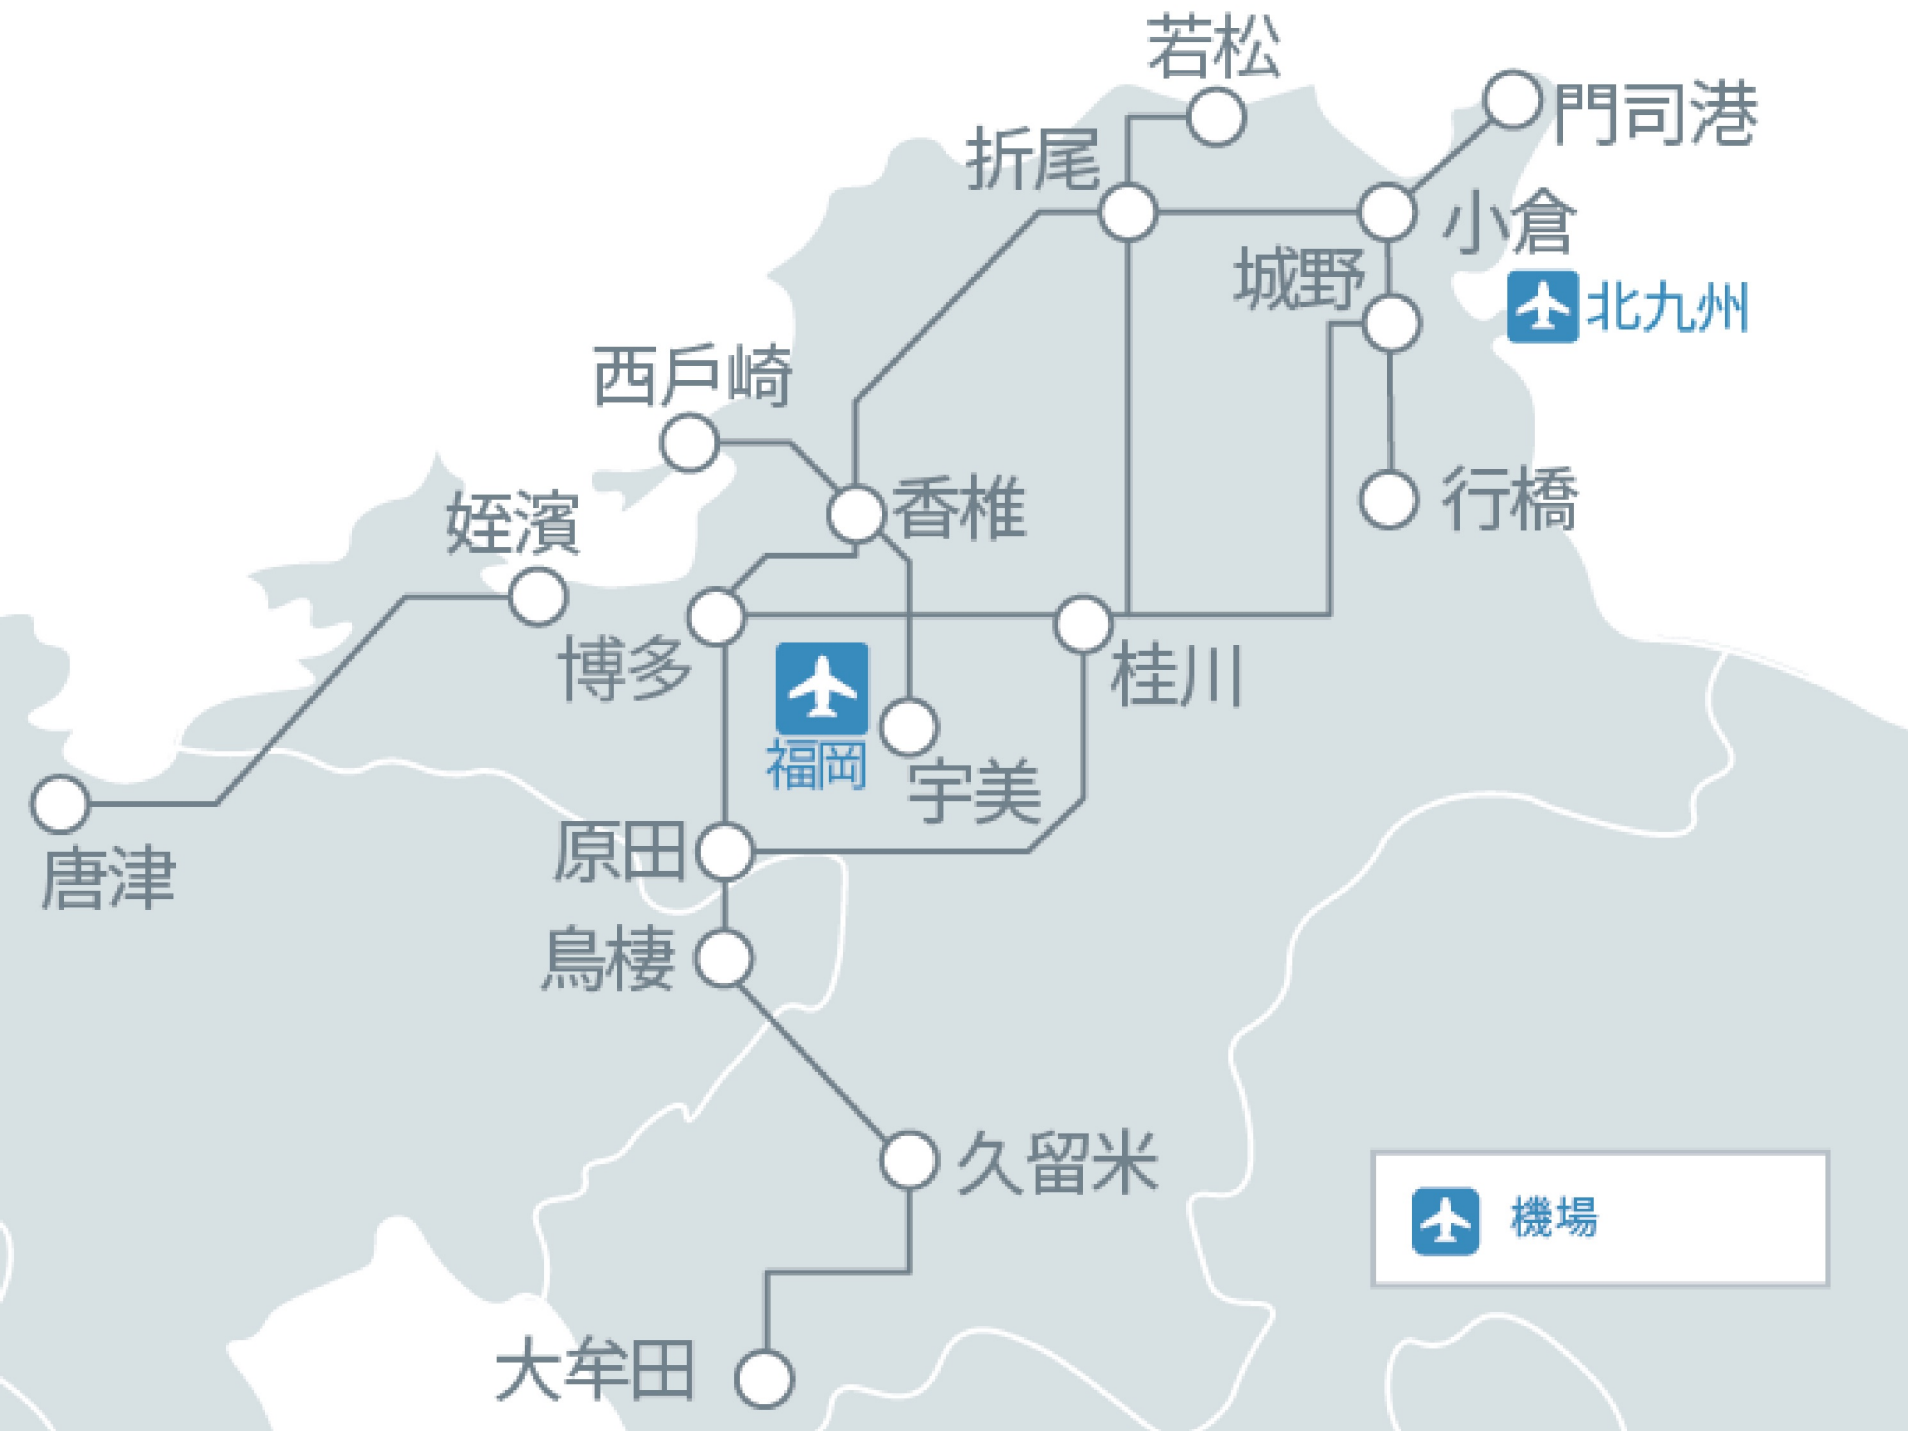 若松
門司港
折尾
小倉
城野
北九州
西戶崎
香椎
行橋
姪濱
博多
桂川
福岡
宇美
原田
唐津
鳥棲
久留米
機場
大牟田